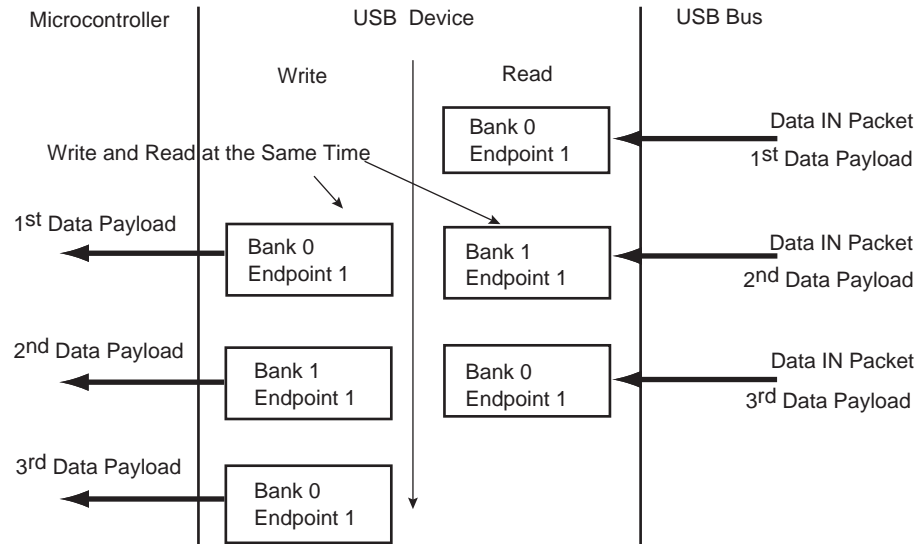 Microcontroller
USB Device
USB Bus
Write
Read
Bank 0
Endpoint 1
Data IN Packet
1st Data Payload
Write and Read at the Same Time
1st Data Payload
Bank 0
Endpoint 1
Bank 1
Endpoint 1
Data IN Packet
2nd Data Payload
2nd Data Payload
Bank 1
Endpoint 1
Bank 0
Endpoint 1
Data IN Packet
3rd Data Payload
3rd Data Payload
Bank 0
Endpoint 1